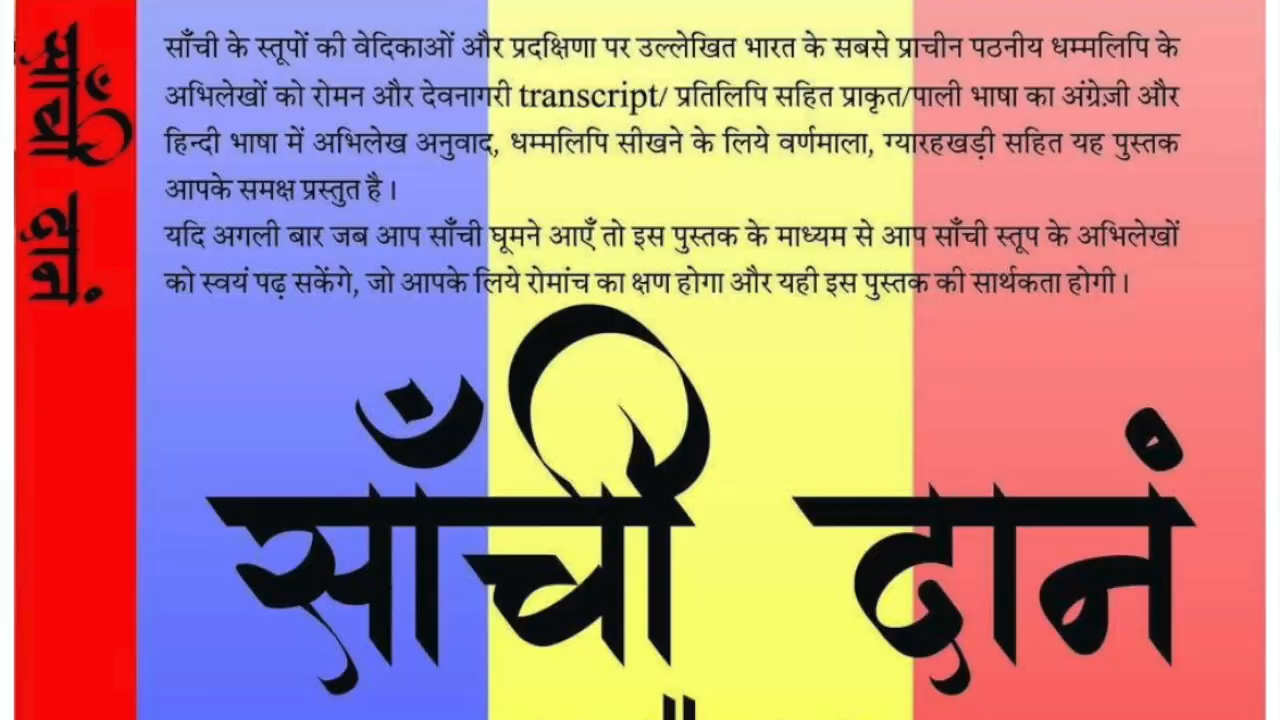 साँची दानं
साँची के स्तूपों की वेदिकाओं और प्रदक्षिणा पर उल्लेखित भारत के सबसे प्राचीन पठनीय धम्मलिपि के
अभिलेखों को रोमन और देवनागरी transcript/ प्रतिलिपि सहित प्राकृत/पाली भाषा का अंग्रेज़ी और
हिन्दी भाषा में अभिलेख अनुवाद, धम्मलिपि सीखने के लिये वर्णमाला, ग्यारहखड़ी सहित यह पुस्तक
आपके समक्ष प्रस्तुत है।
यदि अगली बार जब आप साँची घूमने आएँ तो इस पुस्तक के माध्यम से आप साँची स्तूप के अभिलेखों
को स्वयं पढ़ सकेंगे, जो आपके लिये रोमांच का क्षण होगा और यही इस पुस्तक की सार्थकता होगी।
साँची दानं